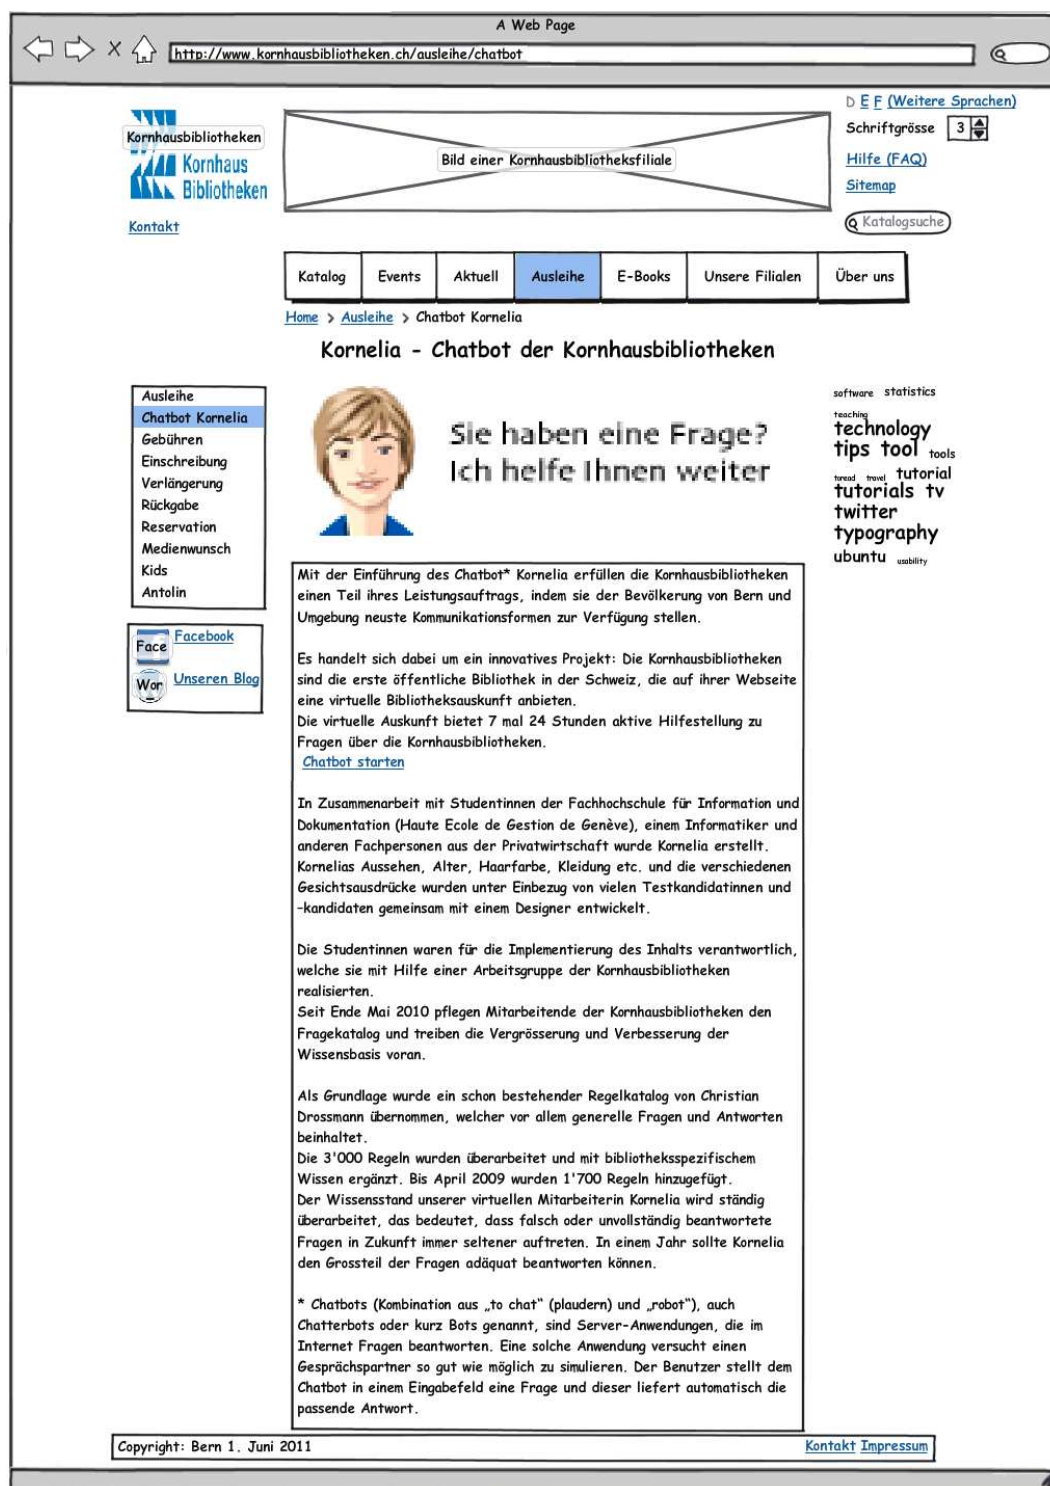 A Web Page
http://www.kornhausbibliotheken.ch/ausleihe/chatbot
D E F (Weitere Sprachen)
Kornhausbibliotheken
Kornhaus
Bibliotheken
Bild einer Kornhausbibliotheksfiliale
Schriftgrösse 3
Hilfe (FAQ)
Sitemap
Kontakt
Katalogsuche
Katalog Events Aktuell Ausleihe E-Books Unsere Filialen Über uns
Home > Ausleihe > Chatbot Kornelia
Kornelia - Chatbot der Kornhausbibliotheken
Ausleihe
Chatbot Kornelia
Gebühren
Einschreibung
Verlängerung
Rückgabe
Reservation
Medienwunsch
Kids
Antolin
Face Facebook
Wor Unseren Blog
Sie haben eine Frage?
Ich helfe Ihnen weiter
software statistics
teaching
technology
tips tool tools
toread travel tutorial
tutorials tv
twitter
typography
ubuntu usability
Mit der Einführung des Chatbot* Kornelia erfüllen die Kornhausbibliotheken
einen Teil ihres Leistungsauftrags, indem sie der Bevölkerung von Bern und
Umgebung neuste Kommunikationsformen zur Verfügung stellen.
Es handelt sich dabei um ein innovatives Projekt: Die Kornhausbibliotheken
sind die erste öffentliche Bibliothek in der Schweiz, die auf ihrer Webseite
eine virtuelle Bibliotheksauskunft anbieten.
Die virtuelle Auskunft bietet 7 mal 24 Stunden aktive Hilfestellung zu
Fragen über die Kornhausbibliotheken.
Chatbot starten
In Zusammenarbeit mit Studentinnen der Fachhochschule für Information und
Dokumentation (Haute Ecole de Gestion de Genève), einem Informatiker und
anderen Fachpersonen aus der Privatwirtschaft wurde Kornelia erstellt.
Kornelias Aussehen, Alter, Haarfarbe, Kleidung etc. und die verschiedenen
Gesichtsausdrücke wurden unter Einbezug von vielen Testkandidatinnen und
-kandidaten gemeinsam mit einem Designer entwickelt.
Die Studentinnen waren für die Implementierung des Inhalts verantwortlich,
welche sie mit Hilfe einer Arbeitsgruppe der Kornhausbibliotheken
realisierten.
Seit Ende Mai 2010 pflegen Mitarbeitende der Kornhausbibliotheken den
Fragekatalog und treiben die Vergrösserung und Verbesserung der
Wissensbasis voran.
Als Grundlage wurde ein schon bestehender Regelkatalog von Christian
Drossmann übernommen, welcher vor allem generelle Fragen und Antworten
beinhaltet.
Die 3'000 Regeln wurden überarbeitet und mit bibliotheksspezifischem
Wissen ergänzt. Bis April 2009 wurden 1'700 Regeln hinzugefügt.
Der Wissensstand unserer virtuellen Mitarbeiterin Kornelia wird ständig
überarbeitet, das bedeutet, dass falsch oder unvollständig beantwortete
Fragen in Zukunft immer seltener auftreten. In einem Jahr sollte Kornelia
den Grossteil der Fragen adäquat beantworten können.
* Chatbots (Kombination aus „to chat“ (plaudern) und „robot“), auch
Chatterbots oder kurz Bots genannt, sind Server-Anwendungen, die im
Internet Fragen beantworten. Eine solche Anwendung versucht einen
Gesprächspartner so gut wie möglich zu simulieren. Der Benutzer stellt dem
Chatbot in einem Eingabefeld eine Frage und dieser liefert automatisch die
passende Antwort.
Copyright: Bern 1. Juni 2011
Kontakt Impressum